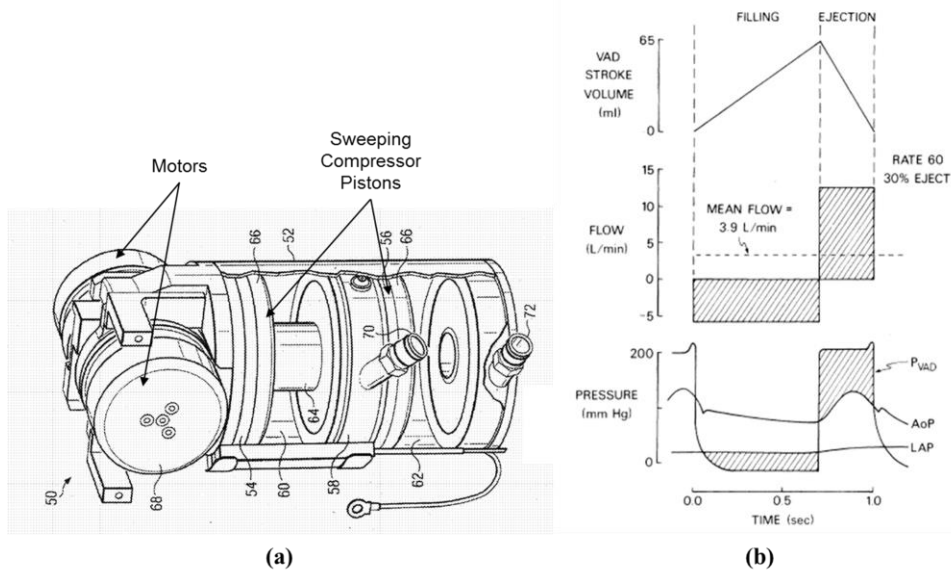 Motors
Sweeping
Compressor
Pistons
66
52
56
66
70
72
64
50
68
54
60
58
62
(a)
FILLING
EJECTION
65
VAD
STROKE
VOLUME
(ml)
0
RATE 60
30% EJECT
15
10
MEAN FLOW =
3.9 L/min
FLOW
(L/min)
5
0
-5
200
PRESSURE
(mm Hg)
0
PVAD
AoP
LAP
0.0
0.5
1.0
TIME (sec)
(b)